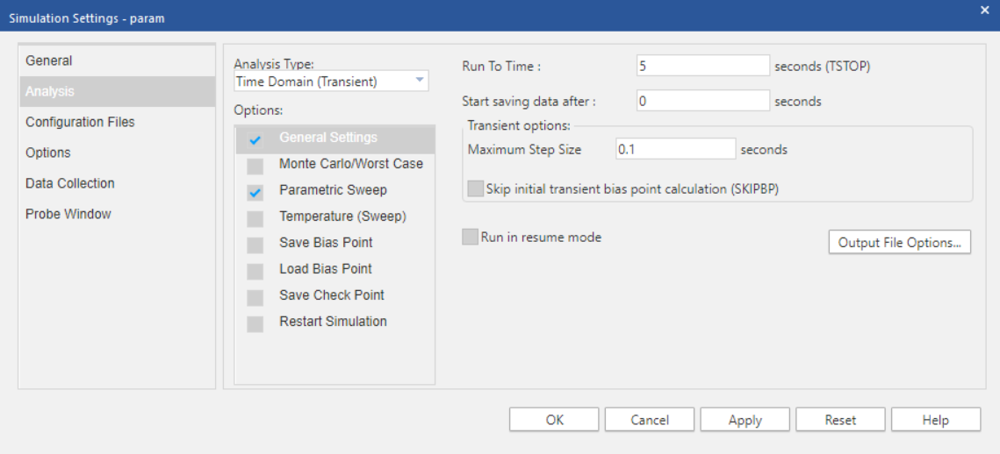 Simulation Settings - param
General
Analysis
Configuration Files
Options
Data Collection
Probe Window
Analysis Type:
Time Domain (Transient)
Options:
General Settings
Monte Carlo/Worst Case
Parametric Sweep
Temperature (Sweep)
Save Bias Point
Load Bias Point
Save Check Point
Restart Simulation
Run To Time : 5 seconds (TSTOP)
Start saving data after : 0 seconds
Transient options:
Maximum Step Size 0.1 seconds
Skip initial transient bias point calculation (SKIPBP)
Run in resume mode
Output File Options...
OK Cancel Apply Reset Help